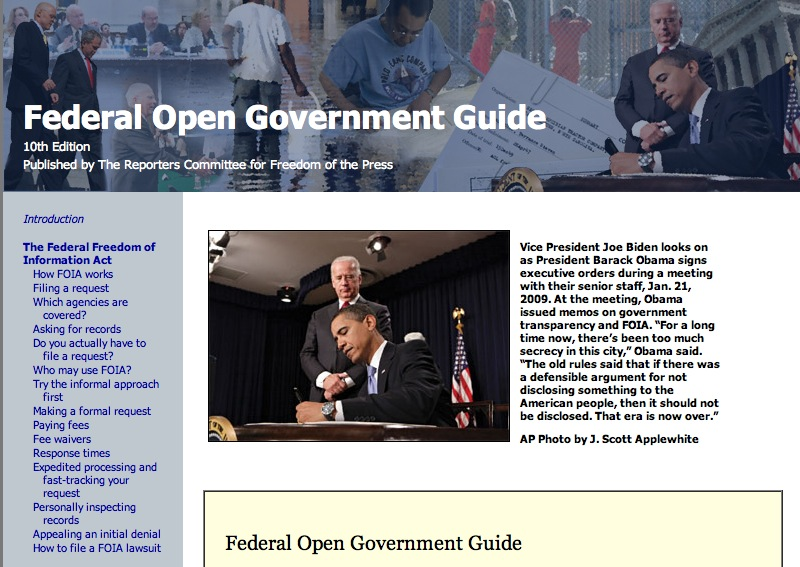 Federal Open Government Guide
10th Edition
Published by The Reporters Committee for Freedom of the Press
Introduction
The Federal Freedom of
Information Act
How FOIA works
Filing a request
Which agencies are
covered?
Asking for records
Do you actually have to
file a request?
Who may use FOIA?
Try the informal approach
first
Making a formal request
Paying fees
Fee waivers
Response times
Expedited processing and
fast-tracking your
request
Personally inspecting
records
Appealing an initial denial
How to file a FOIA lawsuit
Vice President Joe Biden looks on
as President Barack Obama signs
executive orders during a meeting
with their senior staff, Jan. 21,
2009. At the meeting, Obama
issued memos on government
transparency and FOIA. “For a long
time now, there’s been too much
secrecy in this city,” Obama said.
“The old rules said that if there was
a defensible argument for not
disclosing something to the
American people, then it should not
be disclosed. That era is now over.”
AP Photo by J. Scott Applewhite
Federal Open Government Guide